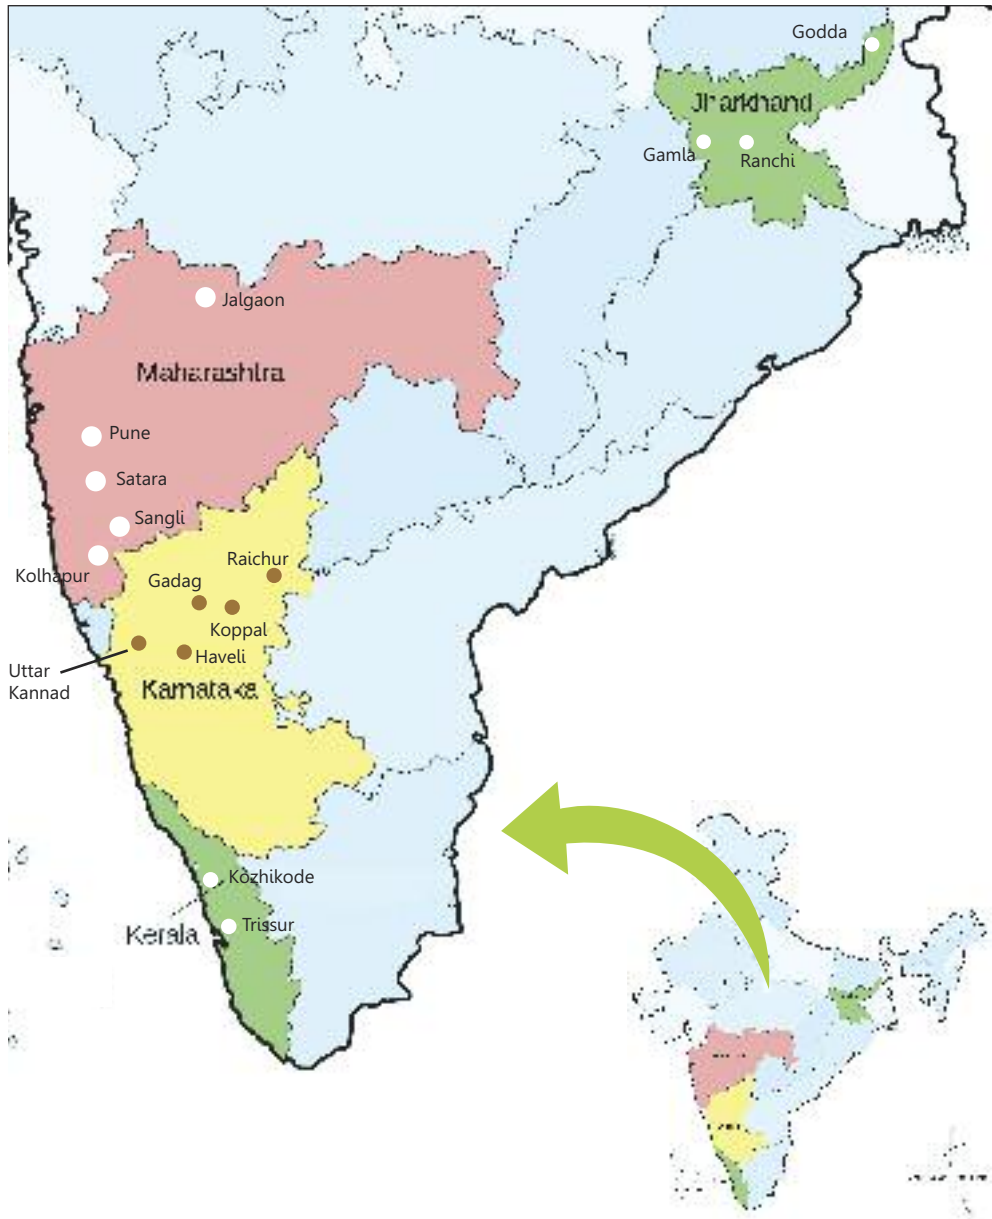 Godda
Jharkhand
Gamla
Ranchi
Jalgaon
Maharashtra
Pune
Satara
Sangli
Kolhapur
Raichur
Gadag
Koppal
Haveli
Uttar
Kannad
Karnataka
Kozhikode
Kerala
Trissur